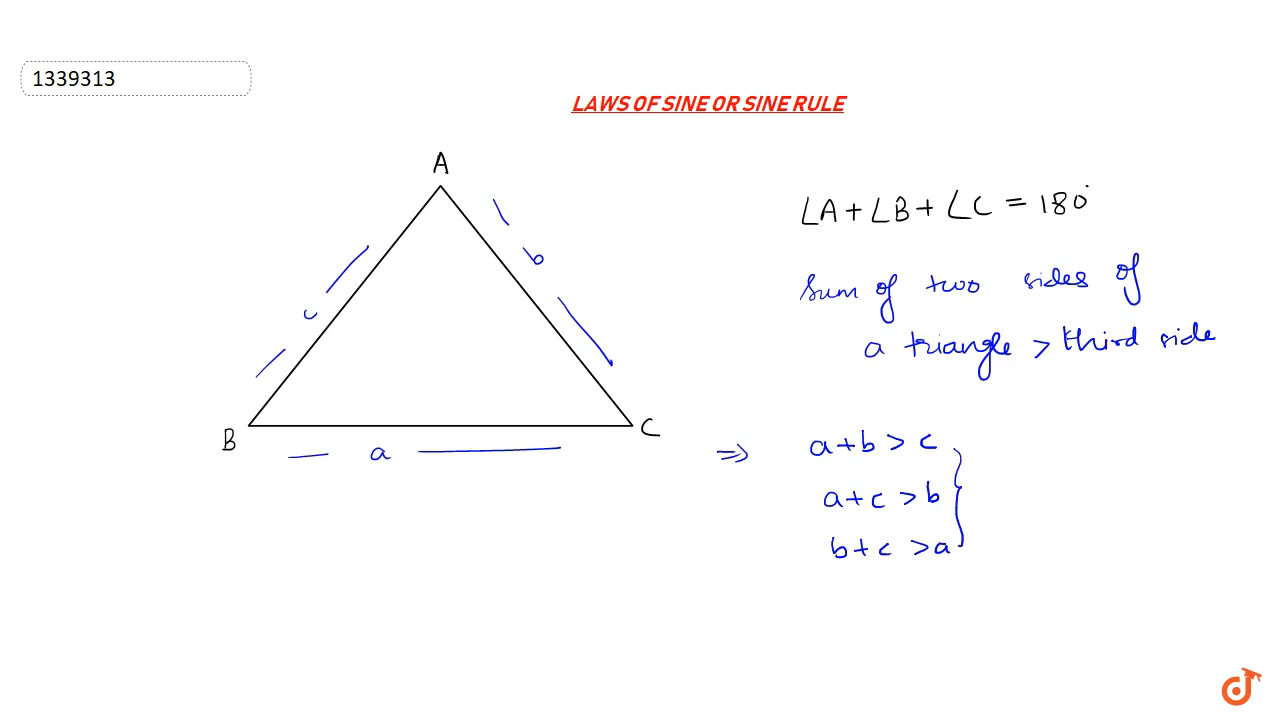 1339313
LAWS OF SINE OR SINE RULE
A
∠A + ∠B + ∠C = 180°
b
Sum of two sides of
c
a triangle > third side
B
C
a
⇒ a+b > c
a+c > b
b+c > a